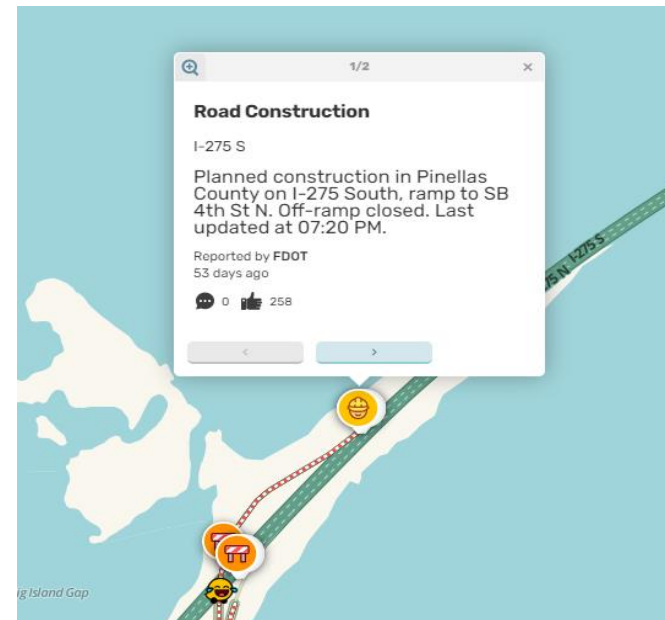 1/2
×
Road Construction
I-275 S
Planned construction in Pinellas
County on I-275 South, ramp to SB
4th St N. Off-ramp closed. Last
updated at 07:20 PM.
Reported by FDOT
53 days ago
0 258
< >
I-275 S
75 N
ig Island Gap